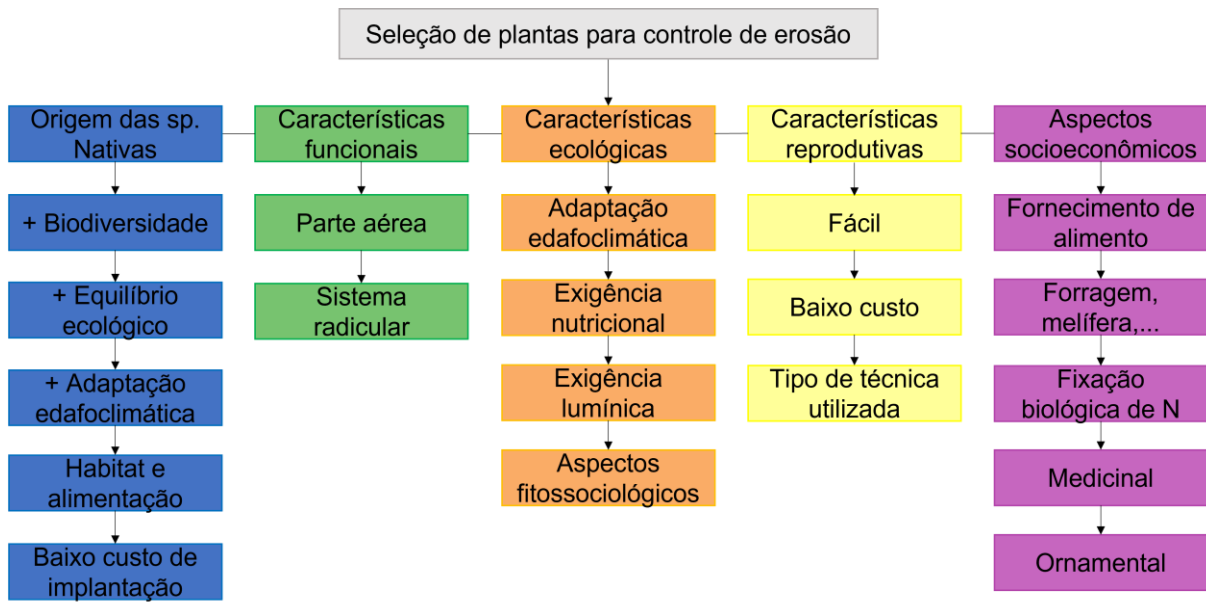 Seleção de plantas para controle de erosão
Origem das sp.
Nativas
+ Biodiversidade
+ Equilíbrio
ecológico
+ Adaptação
edafoclimática
Habitat e
alimentação
Baixo custo de
implantação
Características
funcionais
Parte aérea
Sistema
radicular
Características
ecológicas
Adaptação
edafoclimática
Exigência
nutricional
Exigência
lumínica
Aspectos
fitossociológicos
Características
reprodutivas
Fácil
Baixo custo
Tipo de técnica
utilizada
Aspectos
socioeconômicos
Fornecimento de
alimento
Forragem,
melífera,...
Fixação
biológica de N
Medicinal
Ornamental